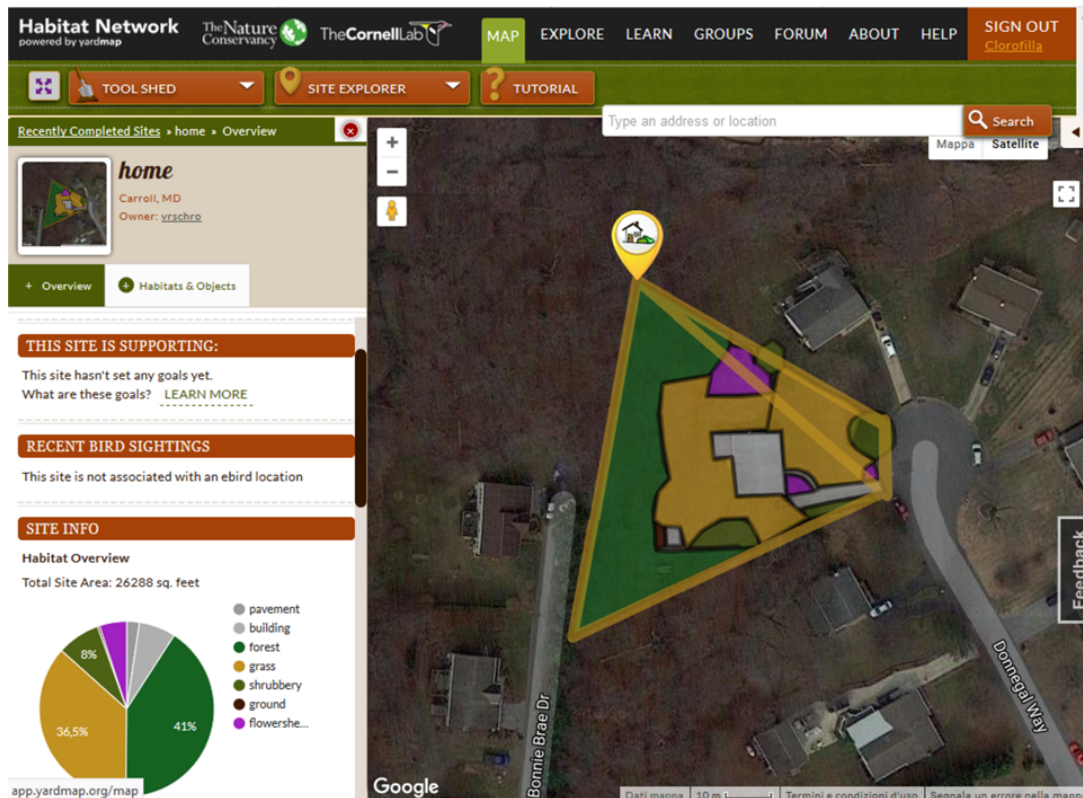 Habitat Network
powered by yardmap
The Nature
Conservancy
TheCornellLab
MAP EXPLORE LEARN GROUPS FORUM ABOUT HELP
SIGN OUT
Clorofilla
TOOL SHED
SITE EXPLORER
TUTORIAL
Type an address or location
Search
Recently Completed Sites » home » Overview
Mappa Satellite
home
Carroll, MD
Owner: vrschro
+ Overview
Habitats & Objects
THIS SITE IS SUPPORTING:
This site hasn't set any goals yet.
What are these goals? LEARN MORE
RECENT BIRD SIGHTINGS
This site is not associated with an ebird location
SITE INFO
Habitat Overview
Total Site Area: 26288 sq. feet
pavement
building
forest
grass
shrubbery
ground
flowershe...
8%
36,5%
41%
Feedback
Donnegal Way
Bonnie Brae Dr
app.yardmap.org/map
Google
Dati mappa 10 m Termini e condizioni d'uso Segnala un errore nella mappa